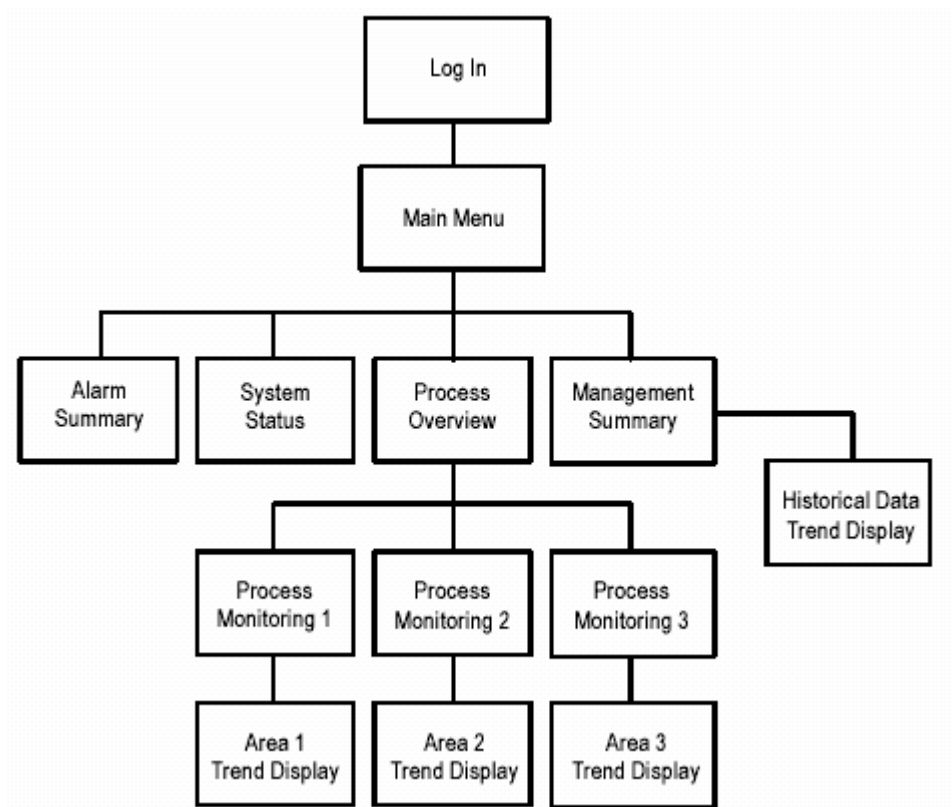 Log In
Main Menu
Alarm
Summary
System
Status
Process
Overview
Management
Summary
Historical Data
Trend Display
Process
Monitoring 1
Process
Monitoring 2
Process
Monitoring 3
Area 1
Trend Display
Area 2
Trend Display
Area 3
Trend Display